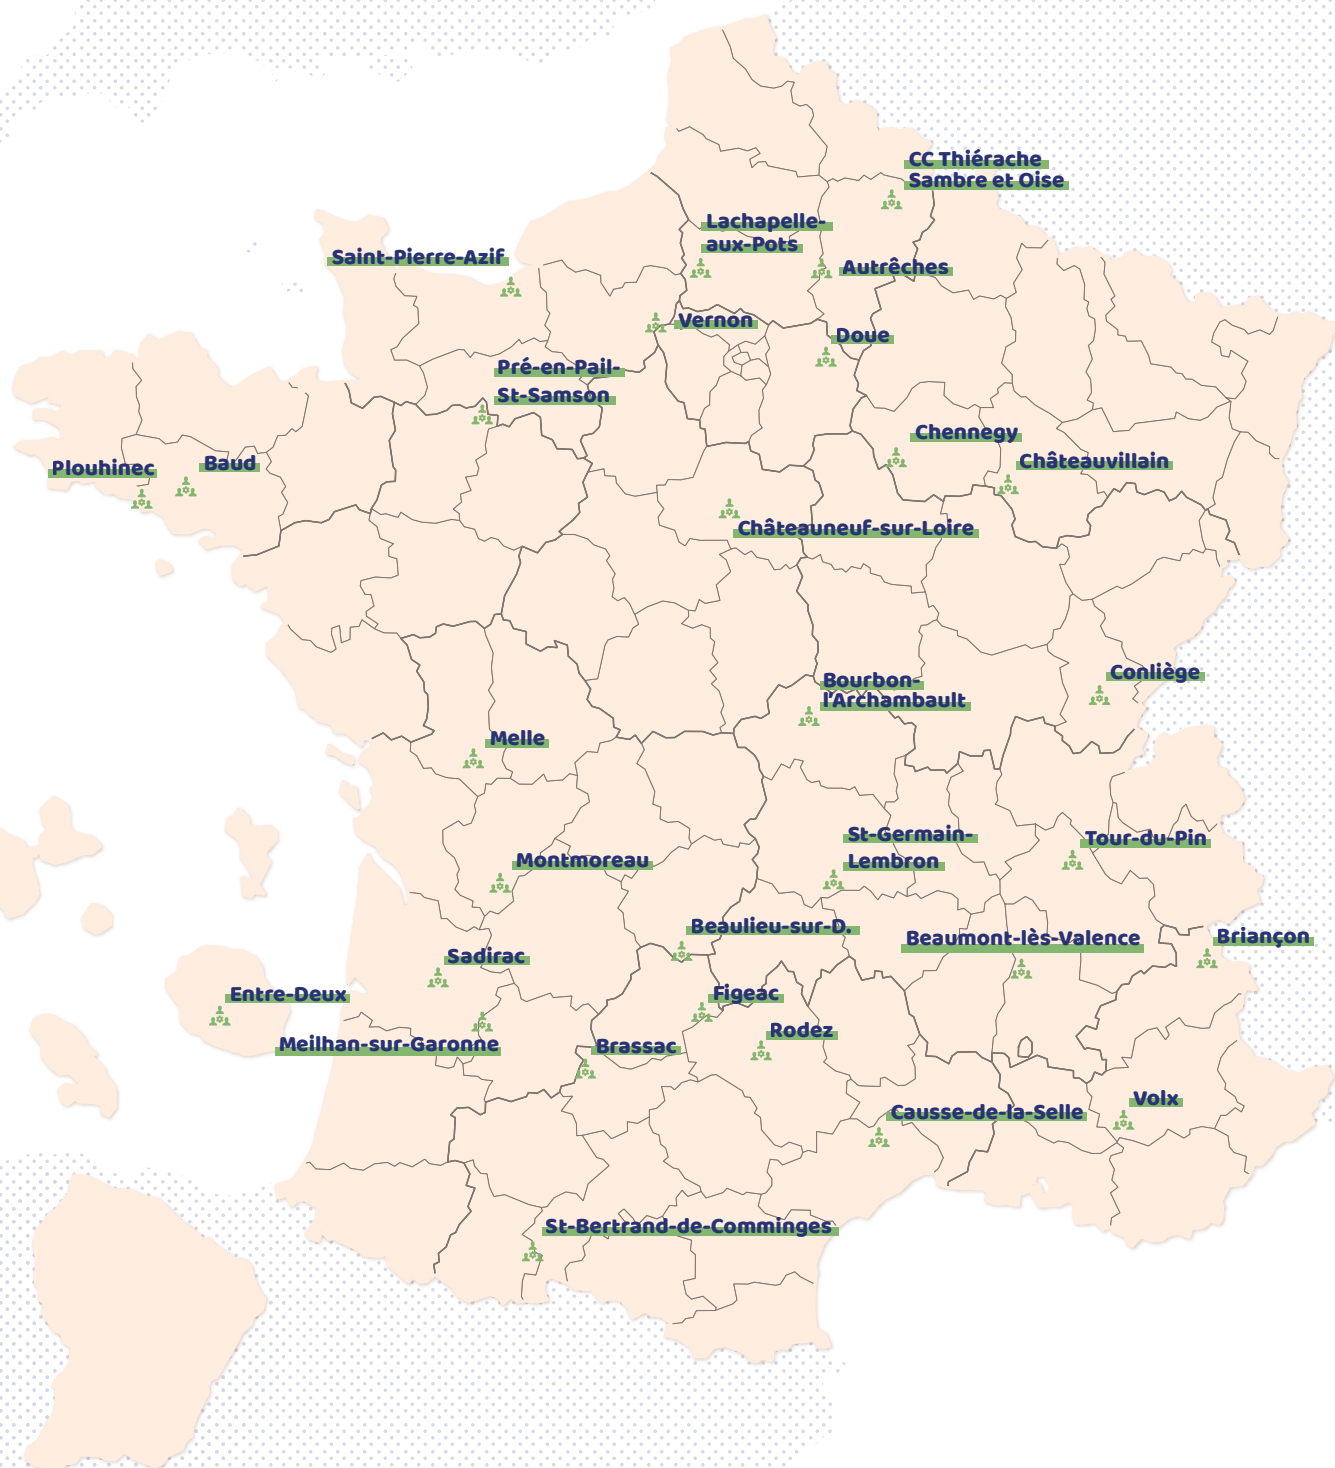 CC Thiérache
Sambre et Oise
Lachapelle-
aux-Pots
Saint-Pierre-Azif
Autrêches
Vernon
Doue
Pré-en-Pail-
St-Samson
Chennegy
Châteauvillain
Plouhinec
Baud
Châteauneuf-sur-Loire
Conliège
Bourbon-
l'Archambault
Melle
St-Germain-
Lembron
Tour-du-Pin
Montmoreau
Beaulieu-sur-D.
Beaumont-lès-Valence
Briançon
Sadirac
Entre-Deux
Figeac
Rodez
Meilhan-sur-Garonne
Brassac
Volx
Causse-de-la-Selle
St-Bertrand-de-Comminges